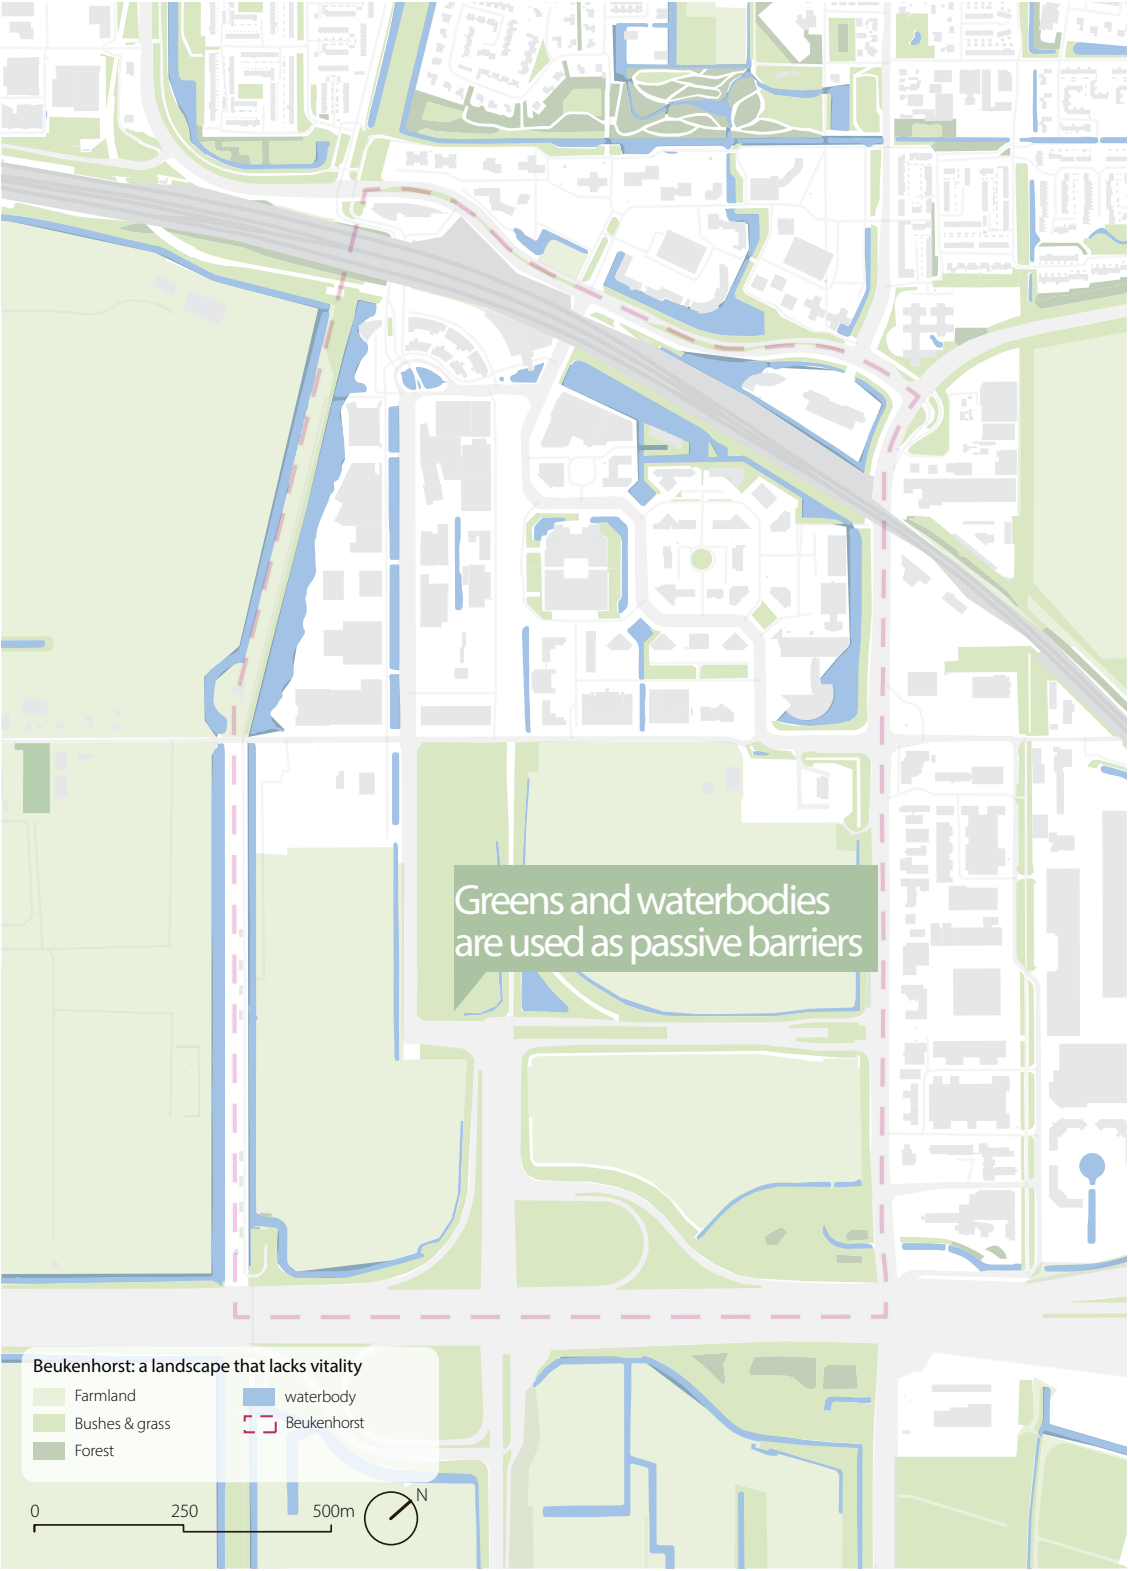 Greens and waterbodies
are used as passive barriers
Beukenhorst: a landscape that lacks vitality
Farmland
Bushes & grass
Forest
waterbody
Beukenhorst
0 250 500m
N